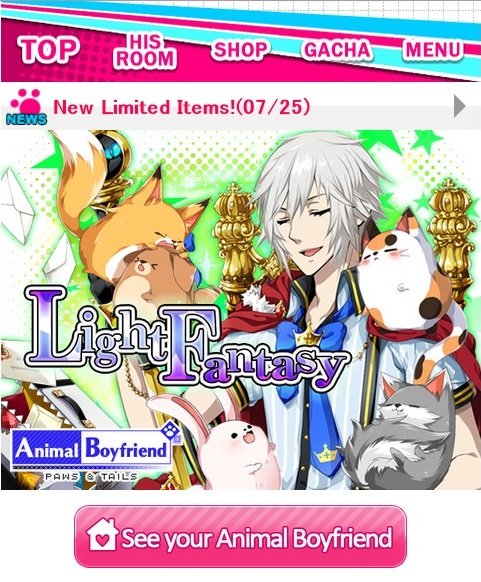 TOP
HIS
ROOM
SHOP
GACHA
MENU
NEWS
New Limited Items!(07/25)
Light Fantasy
Animal Boyfriend
PAWS & TAILS
See your Animal Boyfriend